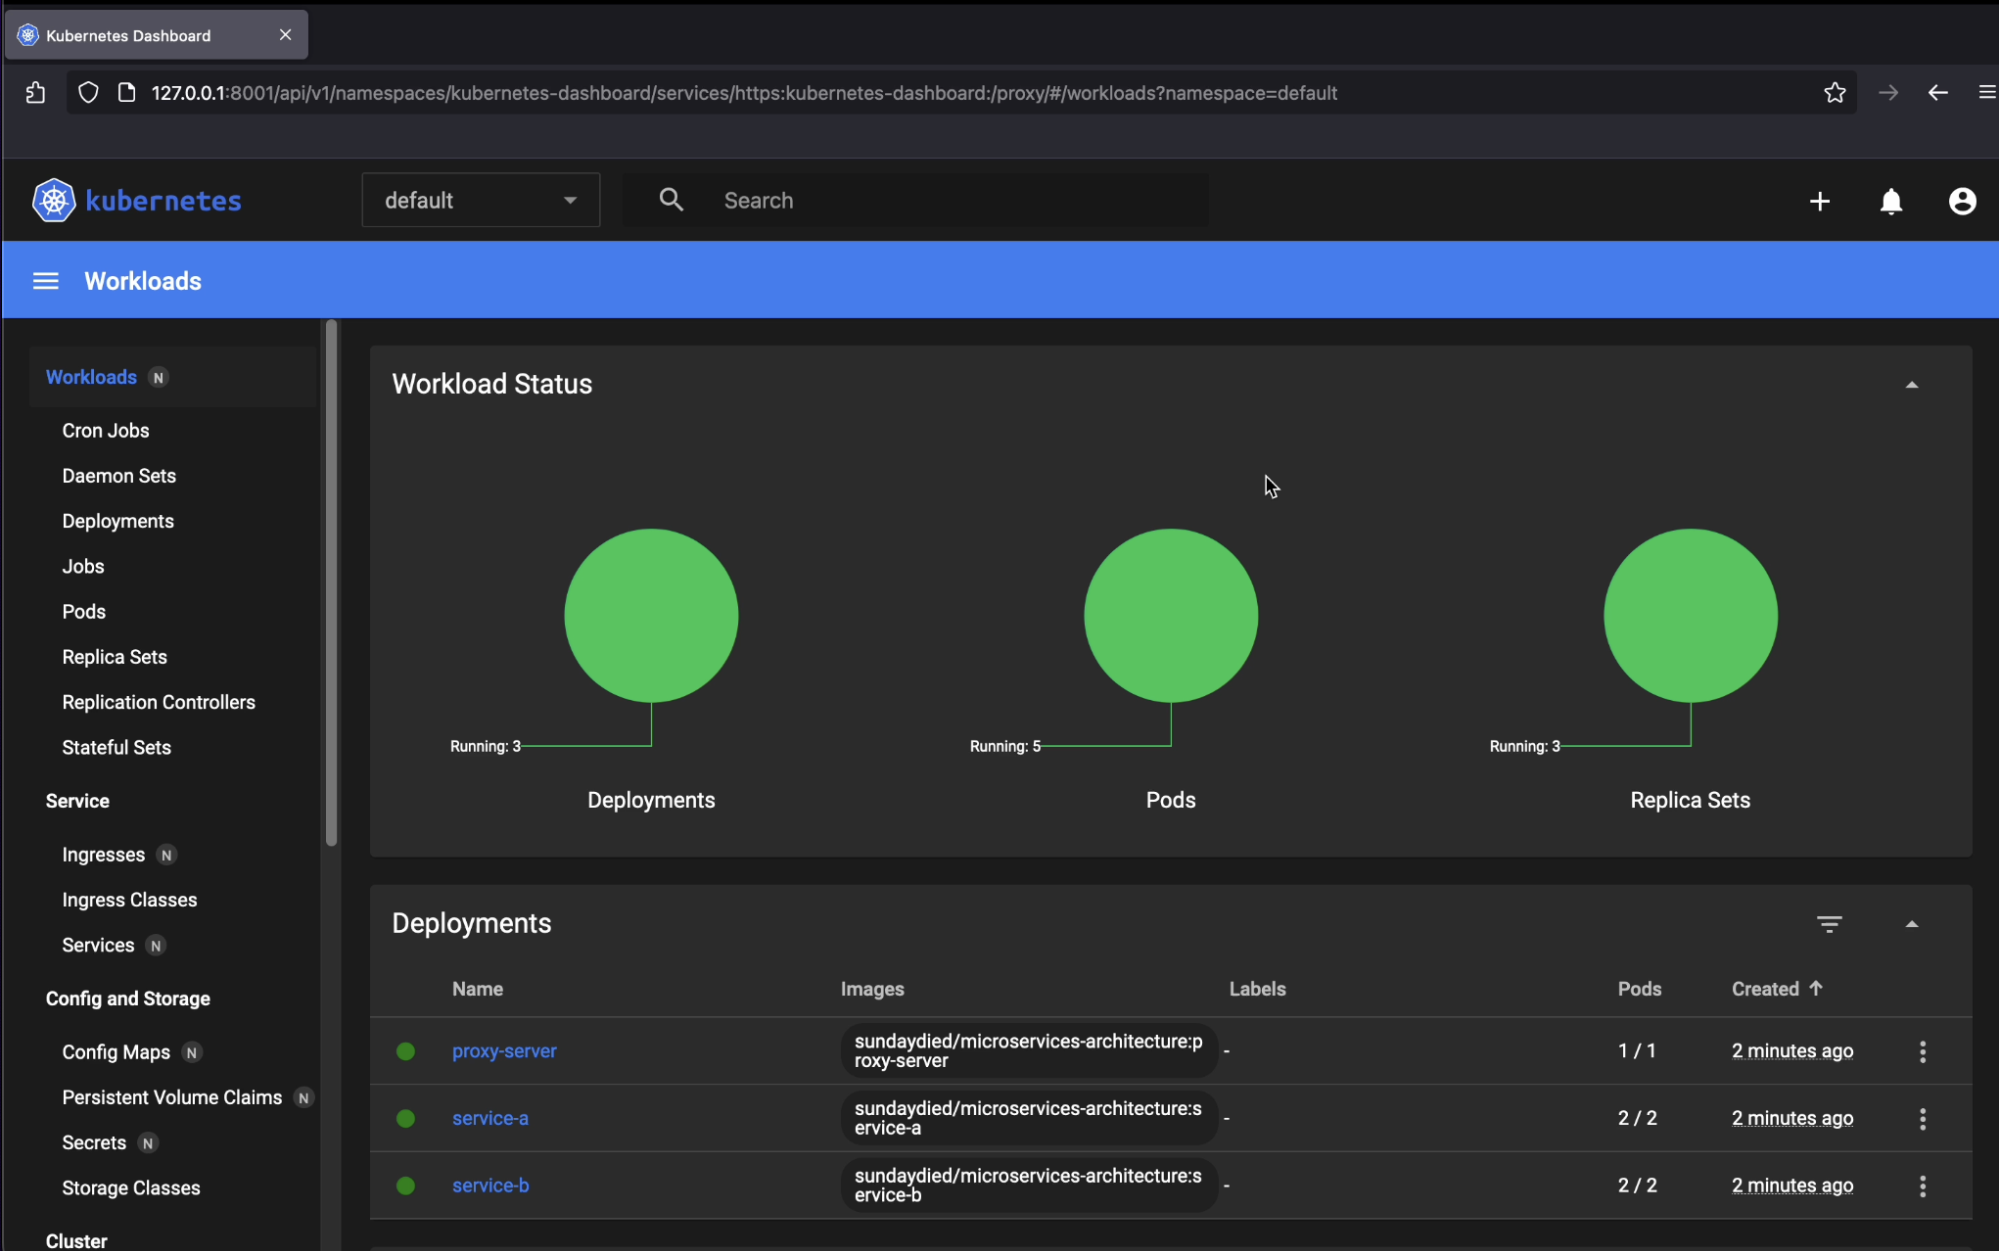 Kubernetes Dashboard
127.0.0.1:8001/api/v1/namespaces/kubernetes-dashboard/services/https:kubernetes-dashboard:/proxy/#/workloads?namespace=default
kubernetes
default
Search
Workloads
Workloads N
Cron Jobs
Daemon Sets
Deployments
Jobs
Pods
Replica Sets
Replication Controllers
Stateful Sets
Service
Ingresses N
Ingress Classes
Services N
Config and Storage
Config Maps N
Persistent Volume Claims N
Secrets N
Storage Classes
Cluster
Workload Status
Running: 3
Deployments
Running: 5
Pods
Running: 3
Replica Sets
Deployments
Name Images Labels Pods Created
proxy-server
sundaydied/microservices-architecture:p
roxy-server
-
1 / 1
2 minutes ago
service-a
sundaydied/microservices-architecture:s
ervice-a
-
2 / 2
2 minutes ago
service-b
sundaydied/microservices-architecture:s
ervice-b
-
2 / 2
2 minutes ago